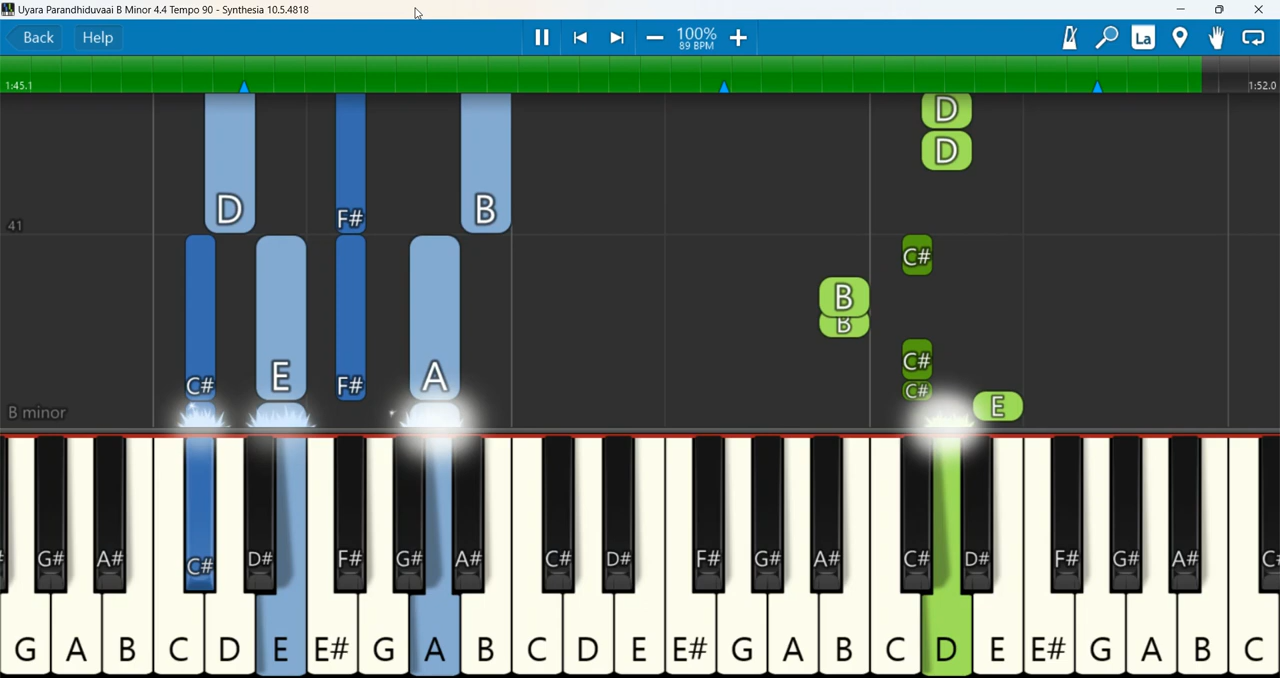 Uyara Parandhiduvaai B Minor 4.4 Tempo 90 - Synthesia 10.5.4818
Back Help 100% La
89 BPM
1:45.1 1:52.0
D
D
D F# B
41
C#
B
B
C#
C# E F# A C#
B minor E
G# A# C# D# F# G# A# C# D# F# G# A# C# D# F# G# A#
G A B C D E E# G A B C D E E# G A B C D E E# G A B C